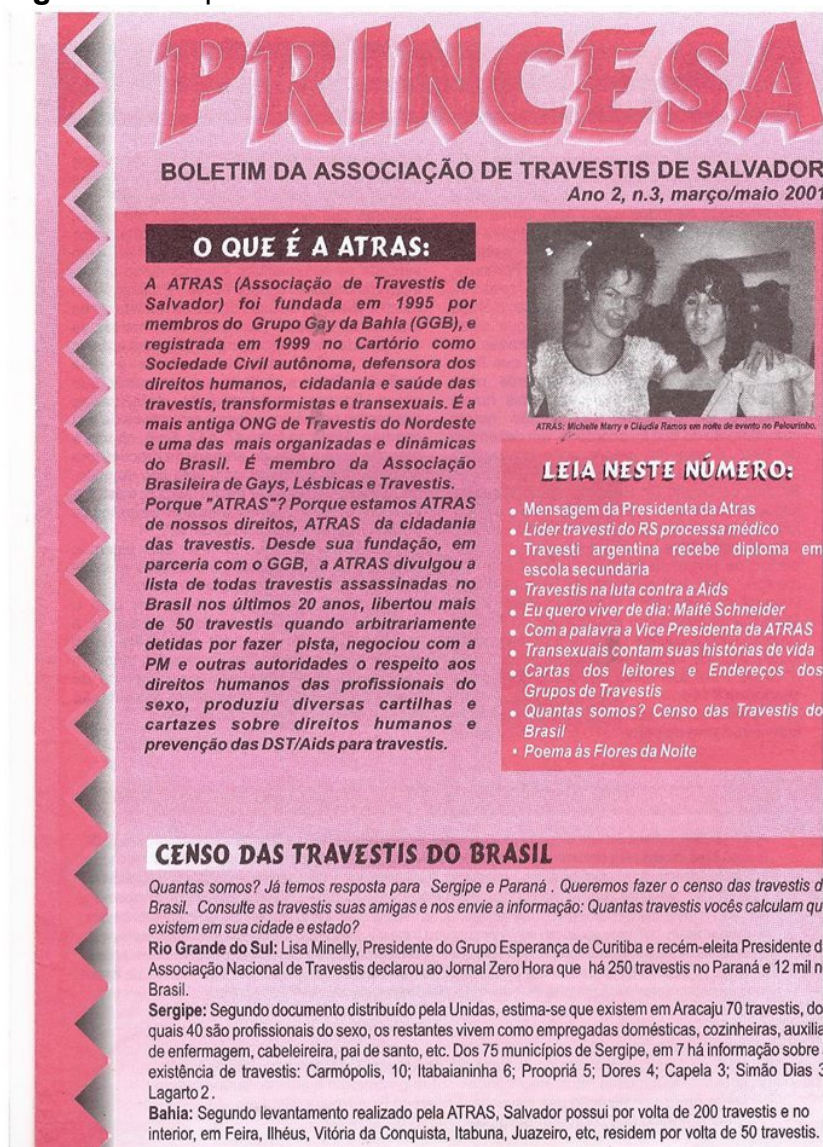 PRINCESA
BOLETIM DA ASSOCIAÇÃO DE TRAVESTIS DE SALVADOR
Ano 2, n.3, março/maio 2001
O QUE É A ATRAS:
A ATRAS (Associação de Travestis de
Salvador) foi fundada em 1995 por
membros do Grupo Gay da Bahia (GGB), e
registrada em 1999 no Cartório como
Sociedade Civil autônoma, defensora dos
direitos humanos, cidadania e saúde das
travestis, transformistas e transexuais. É a
mais antiga ONG de Travestis do Nordeste
e uma das mais organizadas e dinâmicas
do Brasil. É membro da Associação
Brasileira de Gays, Lésbicas e Travestis.
Porque "ATRAS"? Porque estamos ATRAS
de nossos direitos, ATRAS da cidadania
das travestis. Desde sua fundação, em
parceria com o GGB, a ATRAS divulgou a
lista de todas travestis assassinadas no
Brasil nos últimos 20 anos, libertou mais
de 50 travestis quando arbitrariamente
detidas por fazer pista, negociou com a
PM e outras autoridades o respeito aos
direitos humanos das profissionais do
sexo, produziu diversas cartilhas e
cartazes sobre direitos humanos e
prevenção das DST/Aids para travestis.
ATRAS: Michelle Marry e Cláudia Ramos em noite de evento no Pelourinho.
LEIA NESTE NÚMERO:
• Mensagem da Presidenta da Atras
• Líder travesti do RS processa médico
• Travesti argentina recebe diploma em
escola secundária
• Travestis na luta contra a Aids
• Eu quero viver de dia: Maitê Schneider
• Com a palavra a Vice Presidenta da ATRAS
• Transexuais contam suas histórias de vida
• Cartas dos leitores e Endereços dos
Grupos de Travestis
• Quantas somos? Censo das Travestis do
Brasil
• Poema às Flores da Noite
CENSO DAS TRAVESTIS DO BRASIL
Quantas somos? Já temos resposta para Sergipe e Paraná . Queremos fazer o censo das travestis d
Brasil. Consulte as travestis suas amigas e nos envie a informação: Quantas travestis vocês calculam qu
existem em sua cidade e estado?
Rio Grande do Sul: Lisa Minelly, Presidente do Grupo Esperança de Curitiba e recém-eleita Presidente d
Associação Nacional de Travestis declarou ao Jornal Zero Hora que há 250 travestis no Paraná e 12 mil n
Brasil.
Sergipe: Segundo documento distribuído pela Unidas, estima-se que existem em Aracaju 70 travestis, do
quais 40 são profissionais do sexo, os restantes vivem como empregadas domésticas, cozinheiras, auxilia
de enfermagem, cabeleireira, pai de santo, etc. Dos 75 municípios de Sergipe, em 7 há informação sobre
existência de travestis: Carmópolis, 10; Itabaianinha 6; Proopriá 5; Dores 4; Capela 3; Simão Dias 3
Lagarto 2 .
Bahia: Segundo levantamento realizado pela ATRAS, Salvador possui por volta de 200 travestis e no
interior, em Feira, Ilhéus, Vitória da Conquista, Itabuna, Juazeiro, etc, residem por volta de 50 travestis.